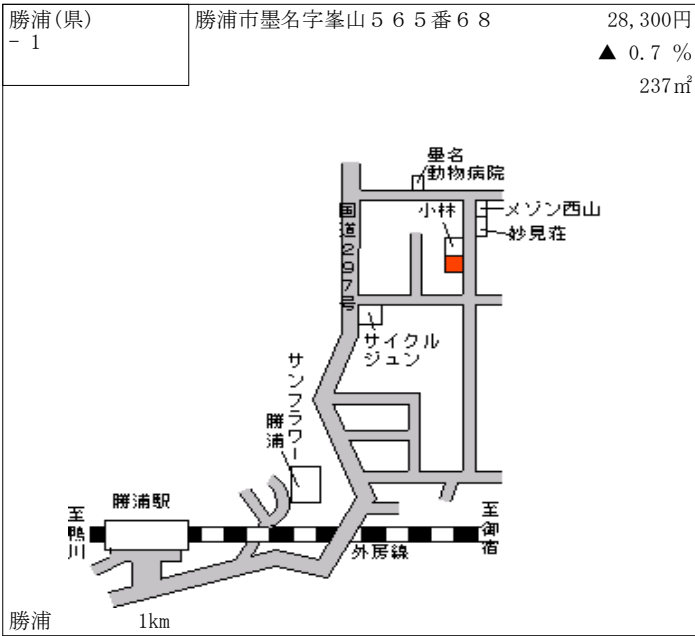 勝浦(県)
- 1
勝浦市墨名字峯山５６５番６８
28,300円
▲ 0.7 %
237㎡
墨名
動物病院
国道297号
小林
メゾン西山
妙見荘
サイクル
ジュン
サンフラワー
勝浦
勝浦駅
至鴨川
至御宿
外房線
勝浦
1km